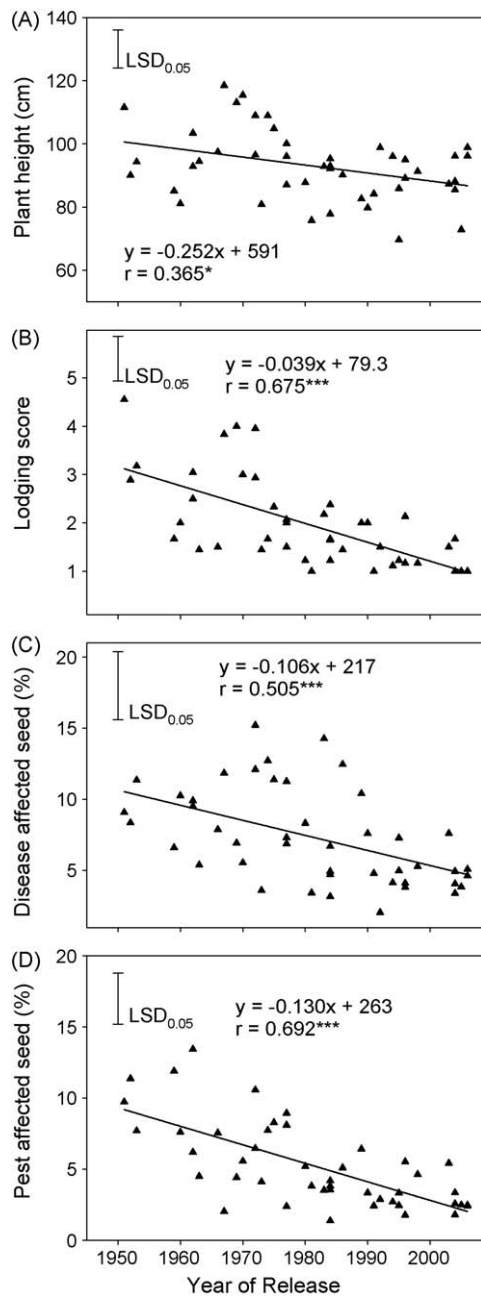 (A)
140
120
100
80
60
Plant height (cm)
LSD0.05
y = -0.252x + 591
r = 0.365*
(B)
5
4
3
2
1
Lodging score
LSD0.05
y = -0.039x + 79.3
r = 0.675***
(C)
20
15
10
5
0
Disease affected seed (%)
LSD0.05
y = -0.106x + 217
r = 0.505***
(D)
20
15
10
5
0
Pest affected seed (%)
LSD0.05
y = -0.130x + 263
r = 0.692***
1950 1960 1970 1980 1990 2000
Year of Release